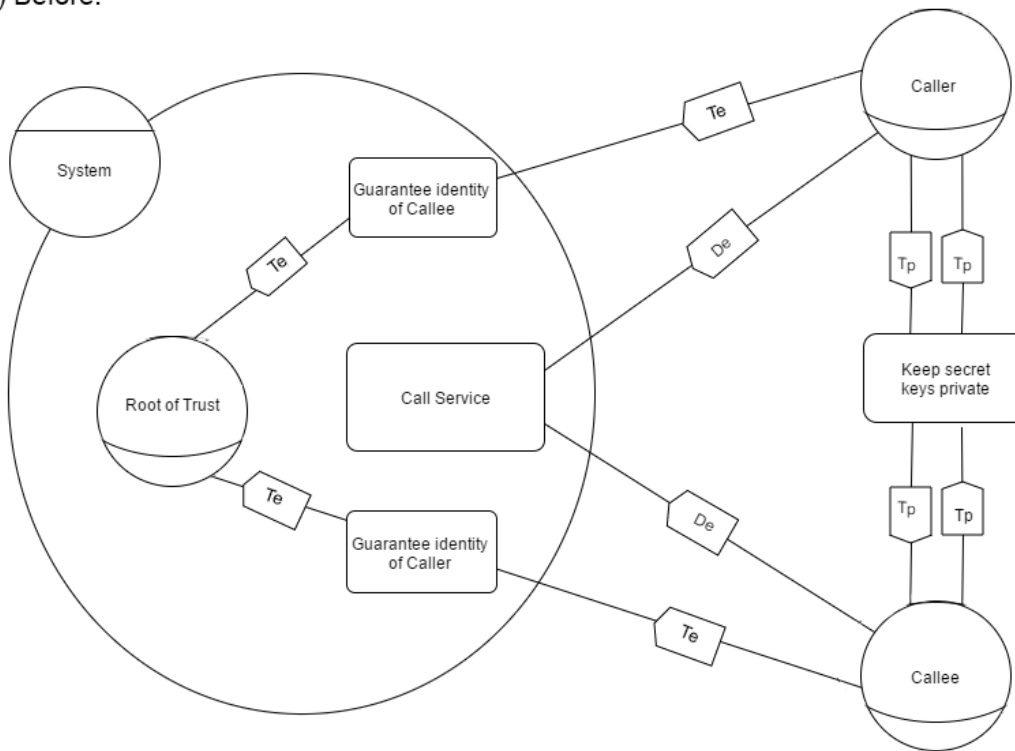 ) Before:
Caller
Te
System
Guarantee identity
of Callee
De
Te
Tp
Tp
Root of Trust
Call Service
Keep secret
keys private
Te
De
Tp
Tp
Guarantee identity
of Caller
Te
Callee